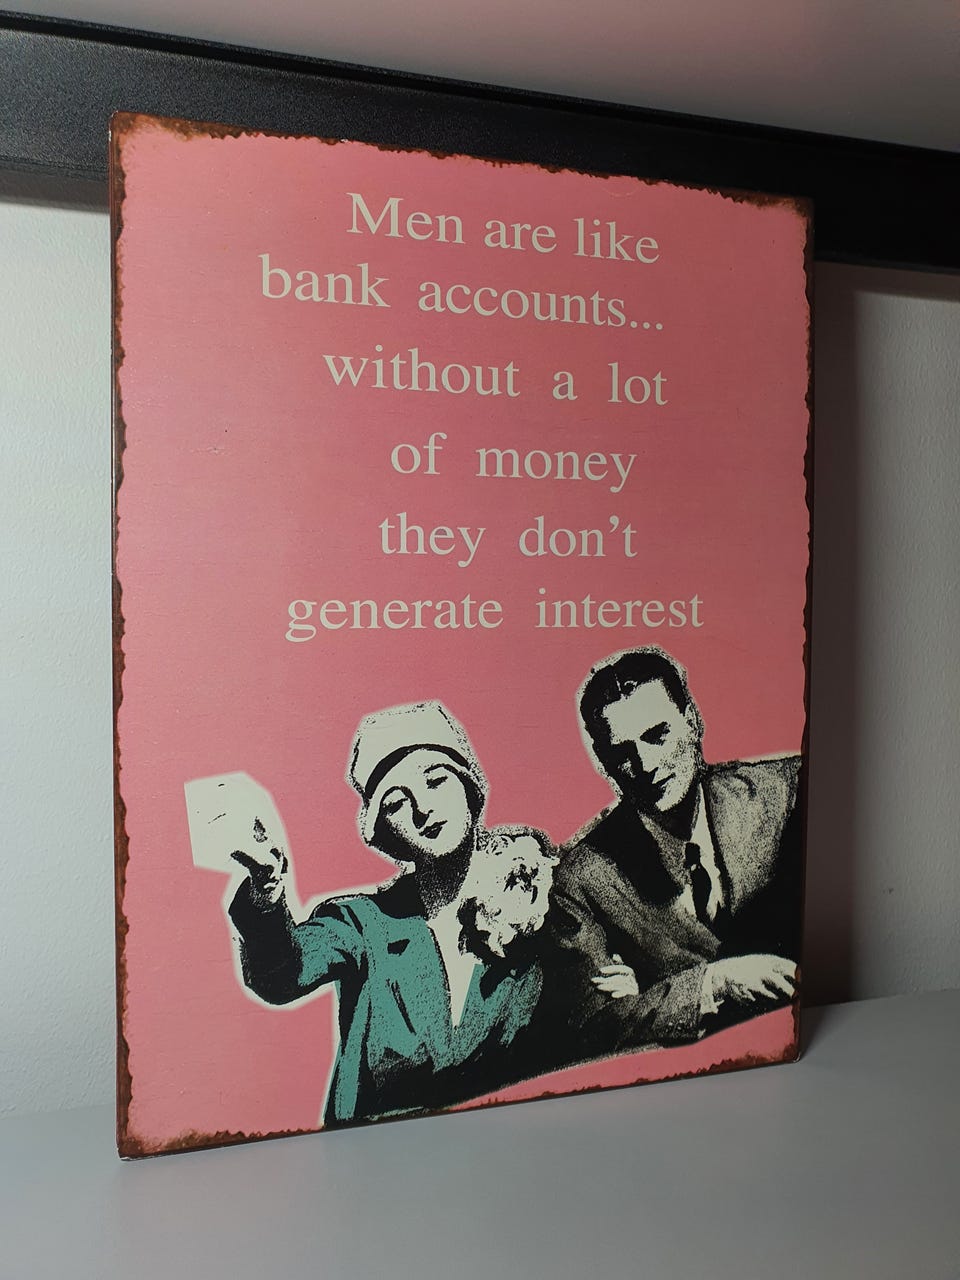 Men are like
bank accounts...
without a lot
of money
they don’t
generate interest